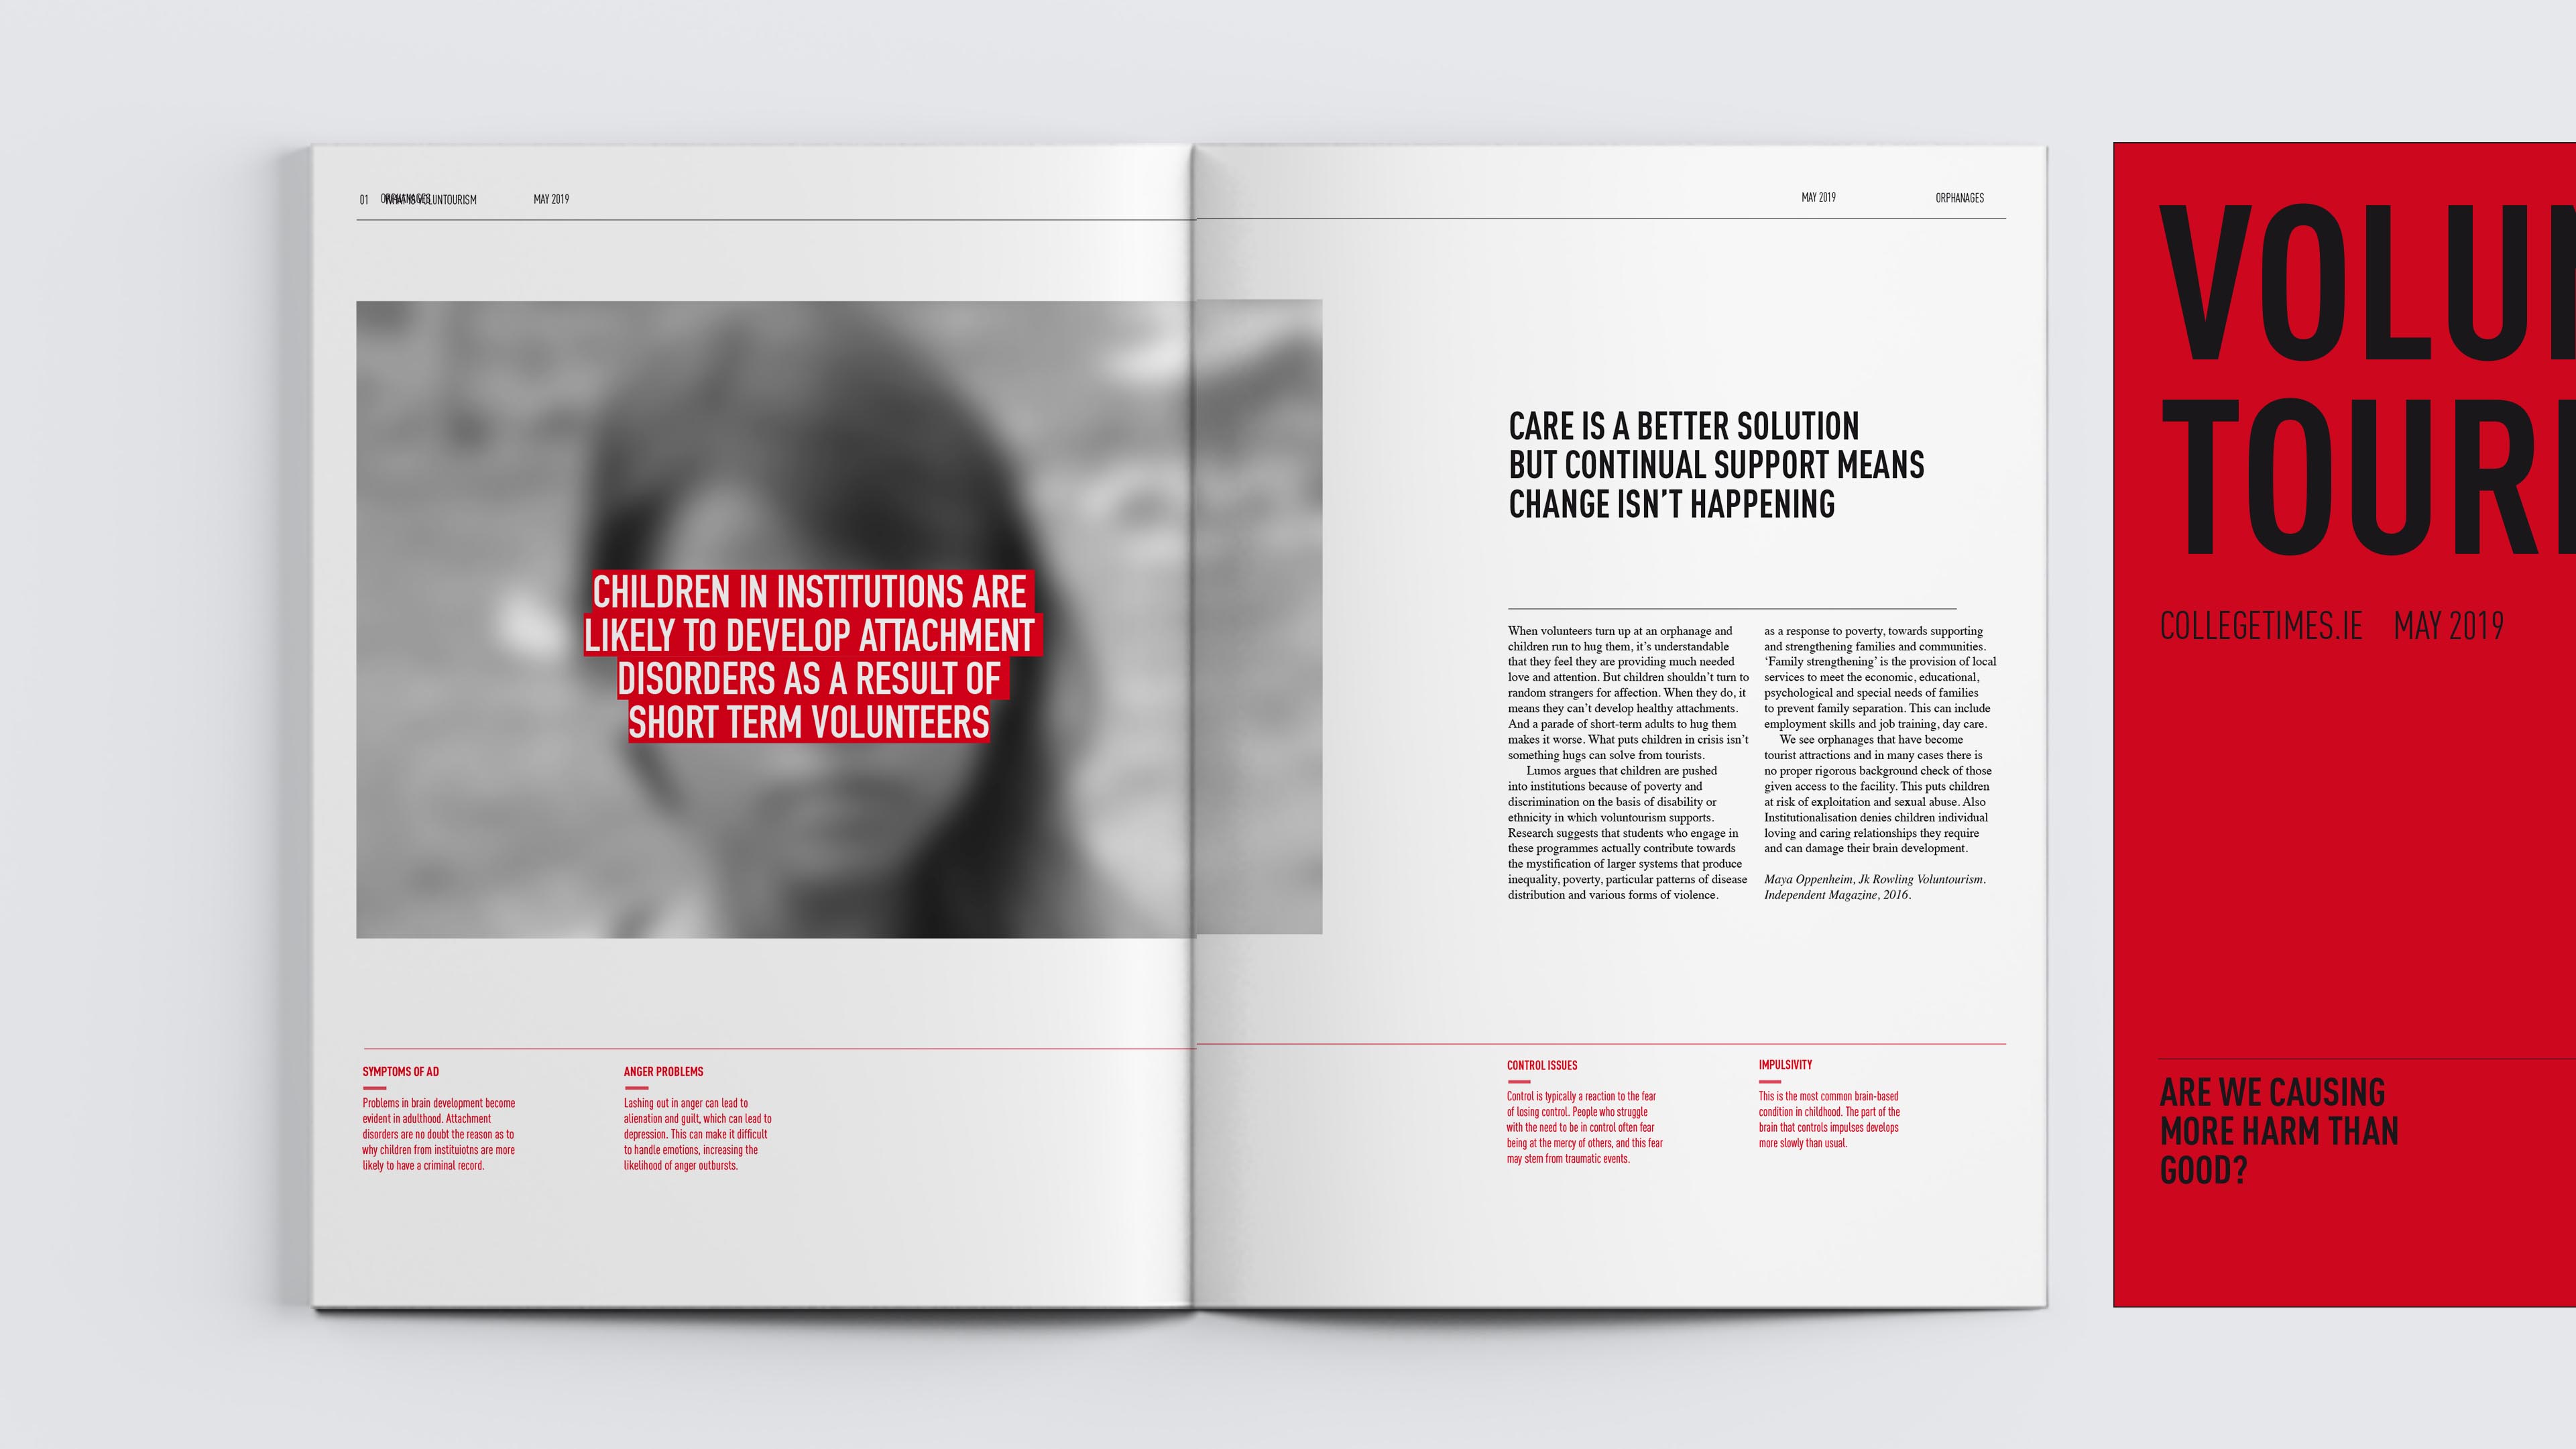 01 ORPHANAGES WHAT IS VOLUNTOURISM MAY 2019
CHILDREN IN INSTITUTIONS ARE
LIKELY TO DEVELOP ATTACHMENT
DISORDERS AS A RESULT OF
SHORT TERM VOLUNTEERS
SYMPTOMS OF AD
Problems in brain development become
evident in adulthood. Attachment
disorders are no doubt the reason as to
why children from instituiotns are more
likely to have a criminal record.
ANGER PROBLEMS
Lashing out in anger can lead to
alienation and guilt, which can lead to
depression. This can make it difficult
to handle emotions, increasing the
likelihood of anger outbursts.
MAY 2019 ORPHANAGES
CARE IS A BETTER SOLUTION
BUT CONTINUAL SUPPORT MEANS
CHANGE ISN’T HAPPENING
When volunteers turn up at an orphanage and
children run to hug them, it’s understandable
that they feel they are providing much needed
love and attention. But children shouldn’t turn to
random strangers for affection. When they do, it
means they can’t develop healthy attachments.
And a parade of short-term adults to hug them
makes it worse. What puts children in crisis isn’t
something hugs can solve from tourists.
Lumos argues that children are pushed
into institutions because of poverty and
discrimination on the basis of disability or
ethnicity in which voluntourism supports.
Research suggests that students who engage in
these programmes actually contribute towards
the mystification of larger systems that produce
inequality, poverty, particular patterns of disease
distribution and various forms of violence.
as a response to poverty, towards supporting
and strengthening families and communities.
‘Family strengthening’ is the provision of local
services to meet the economic, educational,
psychological and special needs of families
to prevent family separation. This can include
employment skills and job training, day care.
We see orphanages that have become
tourist attractions and in many cases there is
no proper rigorous background check of those
given access to the facility. This puts children
at risk of exploitation and sexual abuse. Also
Institutionalisation denies children individual
loving and caring relationships they require
and can damage their brain development.
Maya Oppenheim, Jk Rowling Voluntourism.
Independent Magazine, 2016.
CONTROL ISSUES
Control is typically a reaction to the fear
of losing control. People who struggle
with the need to be in control often fear
being at the mercy of others, and this fear
may stem from traumatic events.
IMPULSIVITY
This is the most common brain-based
condition in childhood. The part of the
brain that controls impulses develops
more slowly than usual.
VOLU
TOUR
COLLEGETIMES.IE MAY 2019
ARE WE CAUSING
MORE HARM THAN
GOOD?